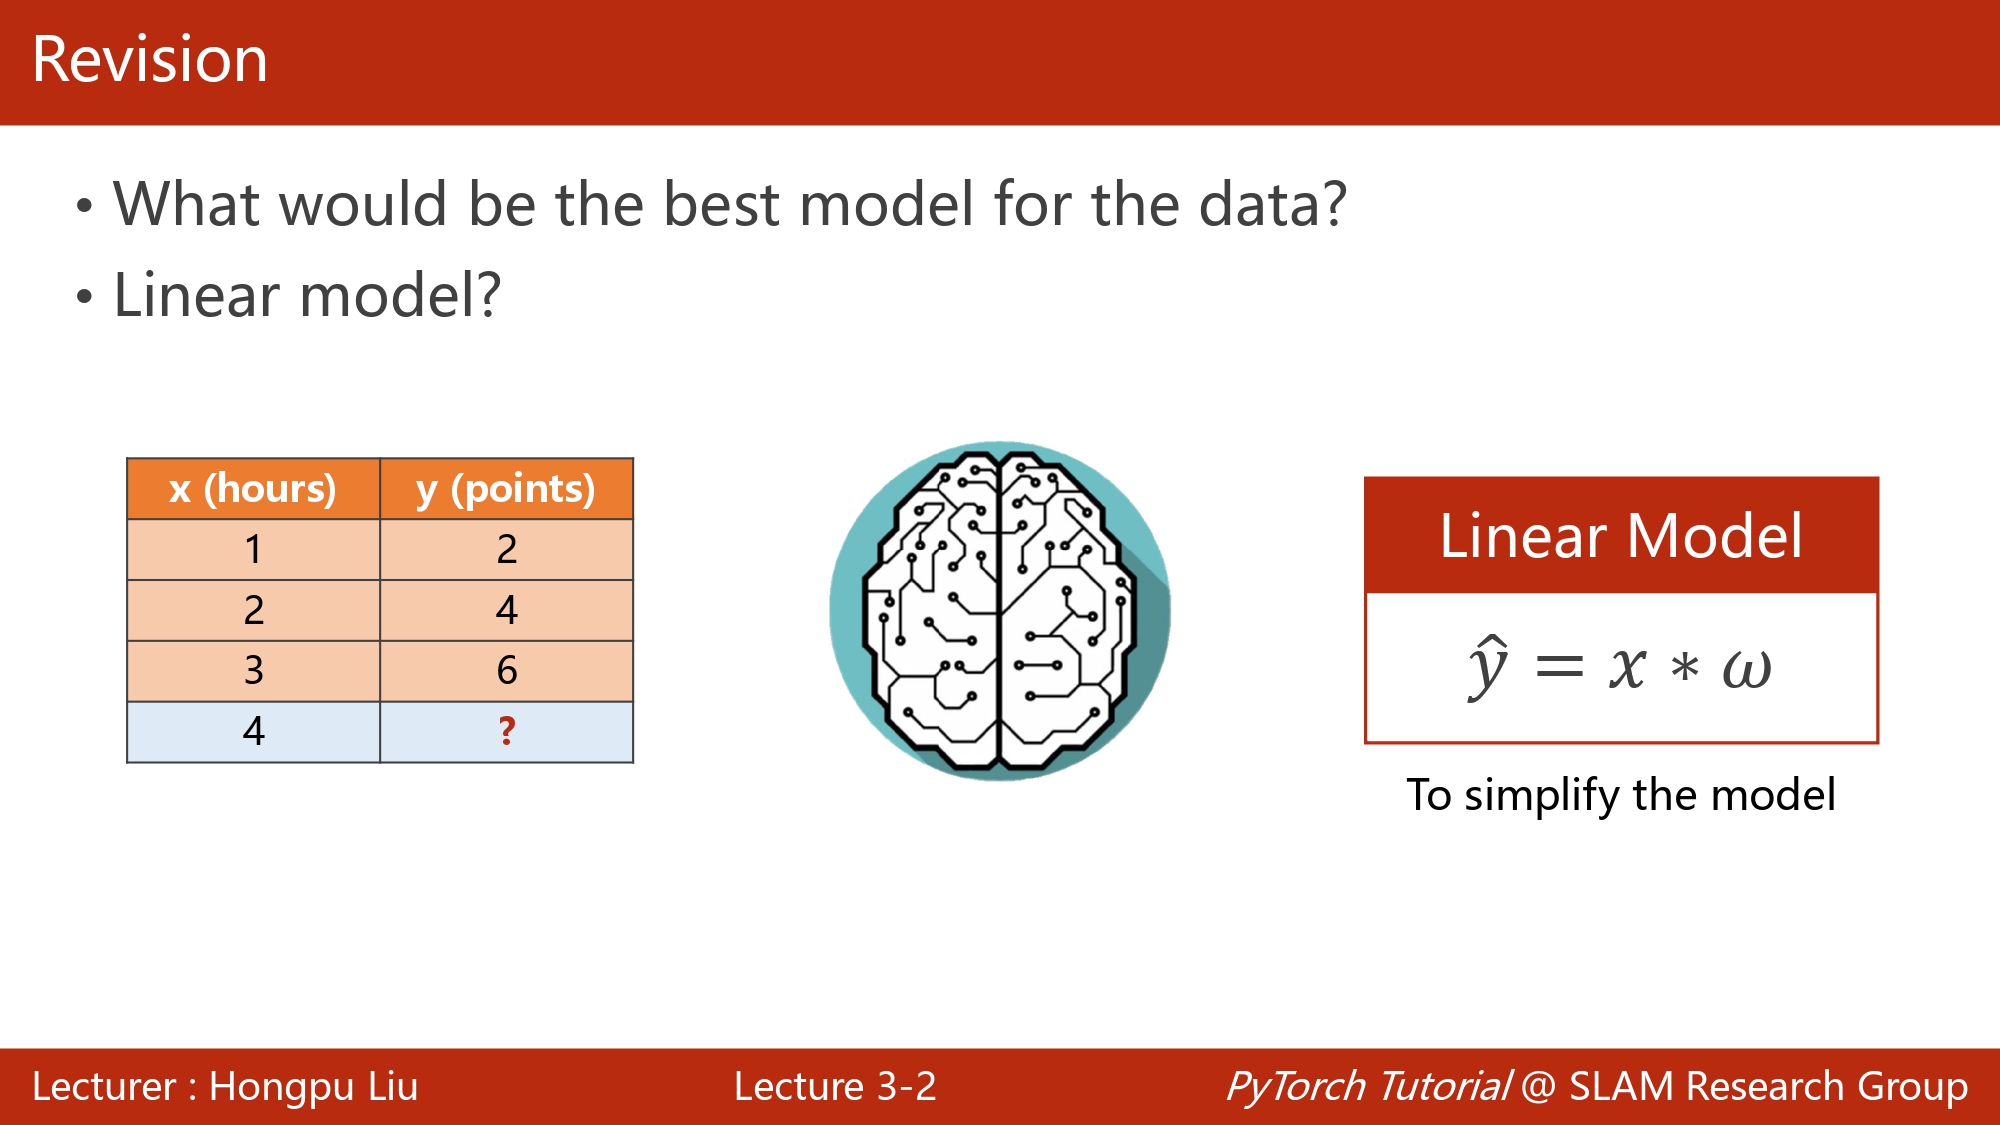 Revision
• What would be the best model for the data?
• Linear model?
x (hours) y (points)
1 2
2 4
3 6
4 ?
Linear Model
ŷ = x * ω
To simplify the model
Lecturer : Hongpu Liu Lecture 3-2 PyTorch Tutorial @ SLAM Research Group